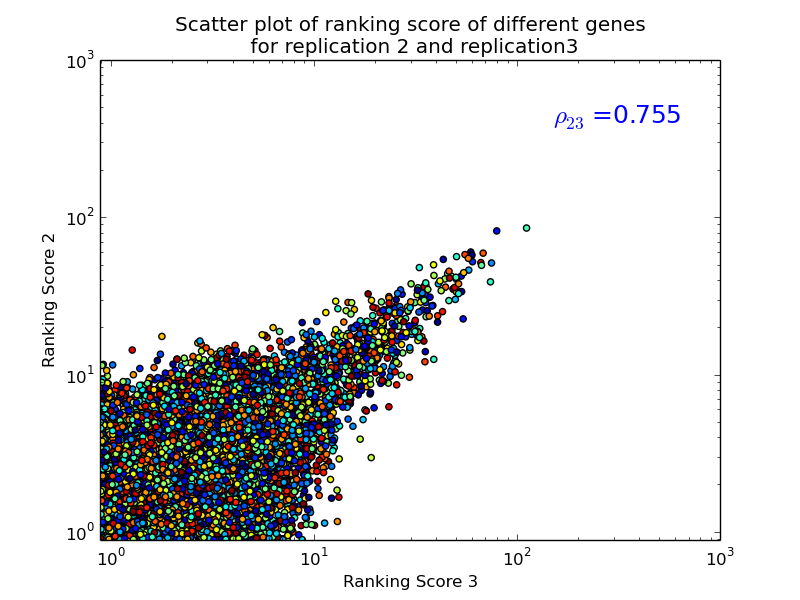 Scatter plot of ranking score of different genes
for replication 2 and replication3
ρ₂₃ =0.755
10³
10²
10¹
10⁰
Ranking Score 2
10⁰ 10¹ 10² 10³
Ranking Score 3